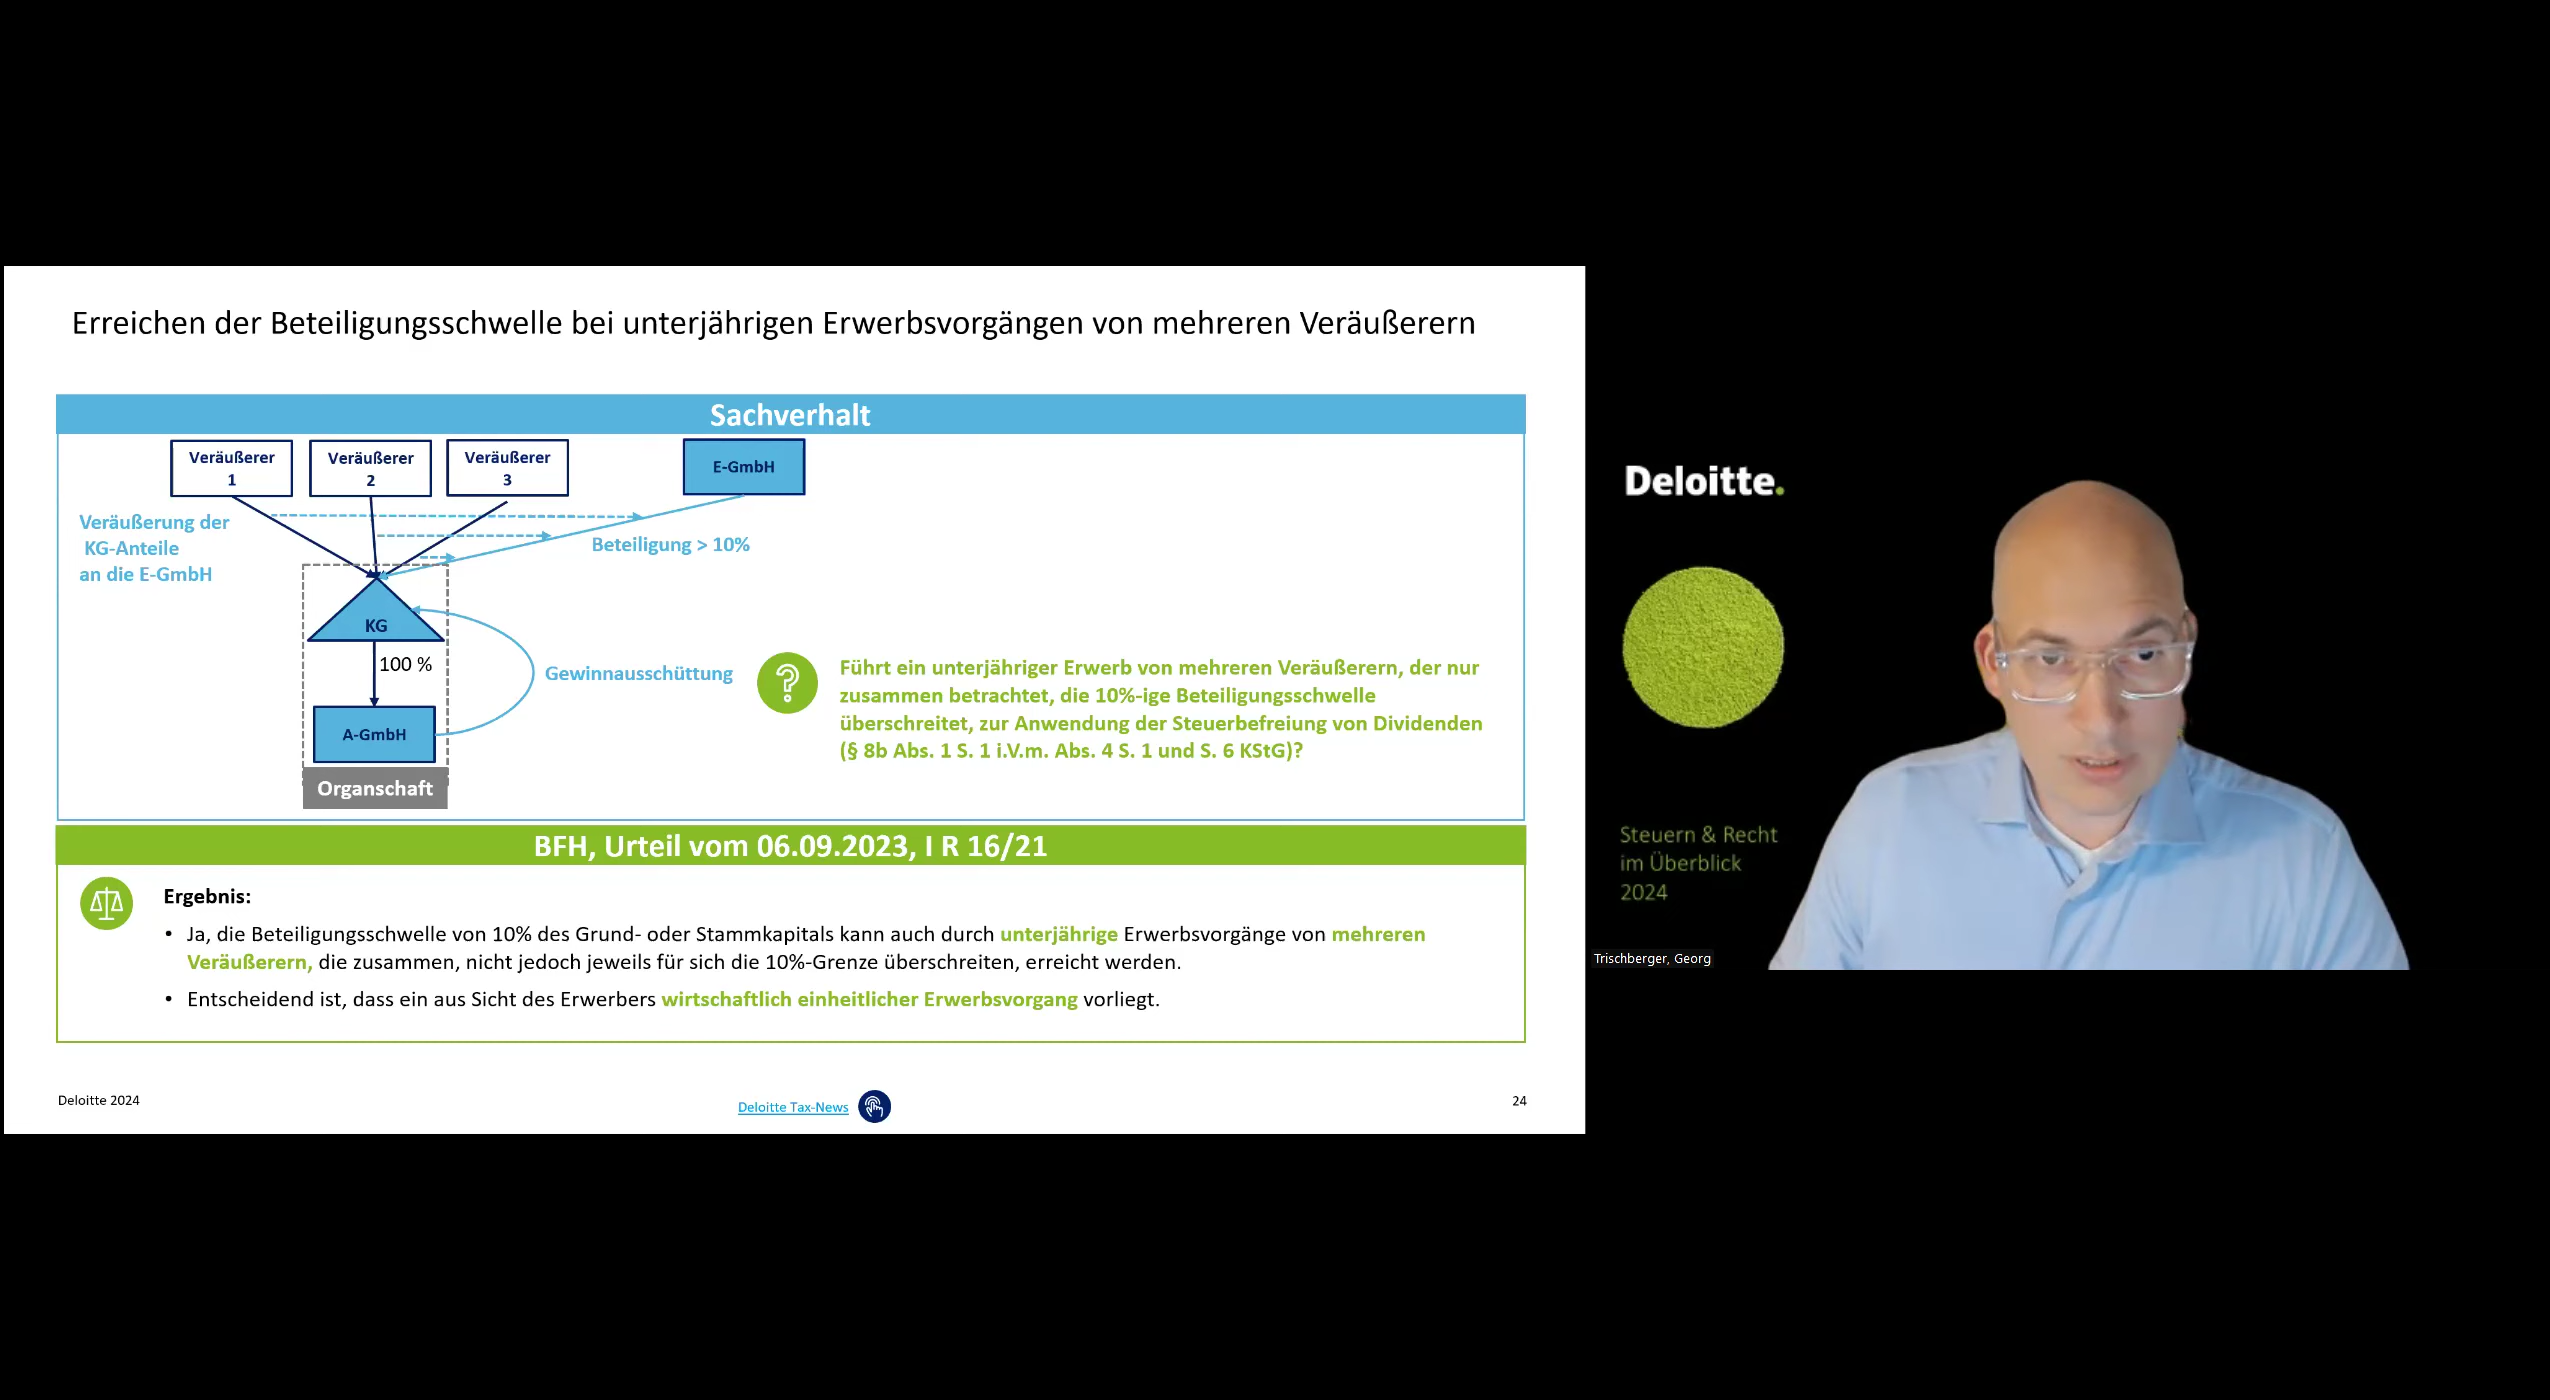 Erreichen der Beteiligungsschwelle bei unterjährigen Erwerbsvorgängen von mehreren Veräußerern
Sachverhalt
Veräußerer
1
Veräußerer
2
Veräußerer
3
E-GmbH
Veräußerung der
KG-Anteile
an die E-GmbH
Beteiligung > 10%
KG
100 %
Gewinnausschüttung
A-GmbH
Organschaft
?
Führt ein unterjähriger Erwerb von mehreren Veräußerern, der nur
zusammen betrachtet, die 10%-ige Beteiligungsschwelle
überschreitet, zur Anwendung der Steuerbefreiung von Dividenden
(§ 8b Abs. 1 S. 1 i.V.m. Abs. 4 S. 1 und S. 6 KStG)?
BFH, Urteil vom 06.09.2023, I R 16/21
Ergebnis:
• Ja, die Beteiligungsschwelle von 10% des Grund- oder Stammkapitals kann auch durch unterjährige Erwerbsvorgänge von mehreren
Veräußerern, die zusammen, nicht jedoch jeweils für sich die 10%-Grenze überschreiten, erreicht werden.
• Entscheidend ist, dass ein aus Sicht des Erwerbers wirtschaftlich einheitlicher Erwerbsvorgang vorliegt.
Deloitte 2024
Deloitte Tax-News
24
Deloitte.
Steuern & Recht
im Überblick
2024
Trischberger, Georg